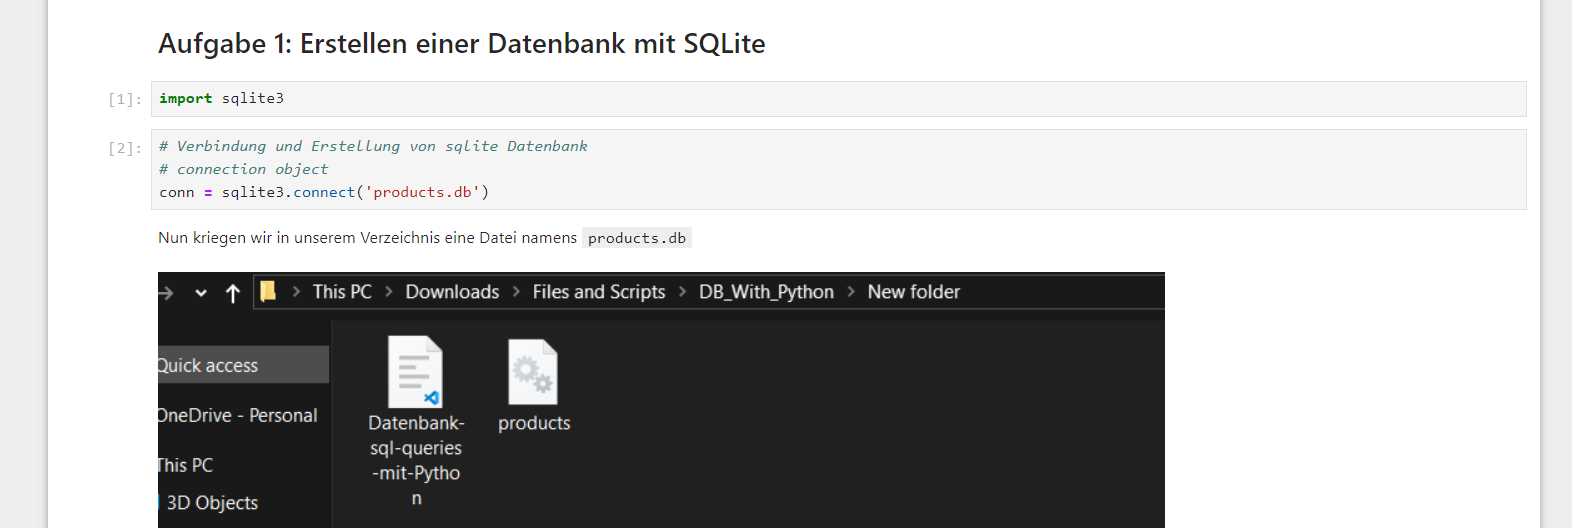 Aufgabe 1: Erstellen einer Datenbank mit SQLite
[1]: import sqlite3
[2]: # Verbindung und Erstellung von sqlite Datenbank
# connection object
conn = sqlite3.connect('products.db')
Nun kriegen wir in unserem Verzeichnis eine Datei namens products.db
This PC > Downloads > Files and Scripts > DB_With_Python > New folder
Quick access
OneDrive - Personal
This PC
3D Objects
Datenbank-
sql-queries
-mit-Pytho
n
products